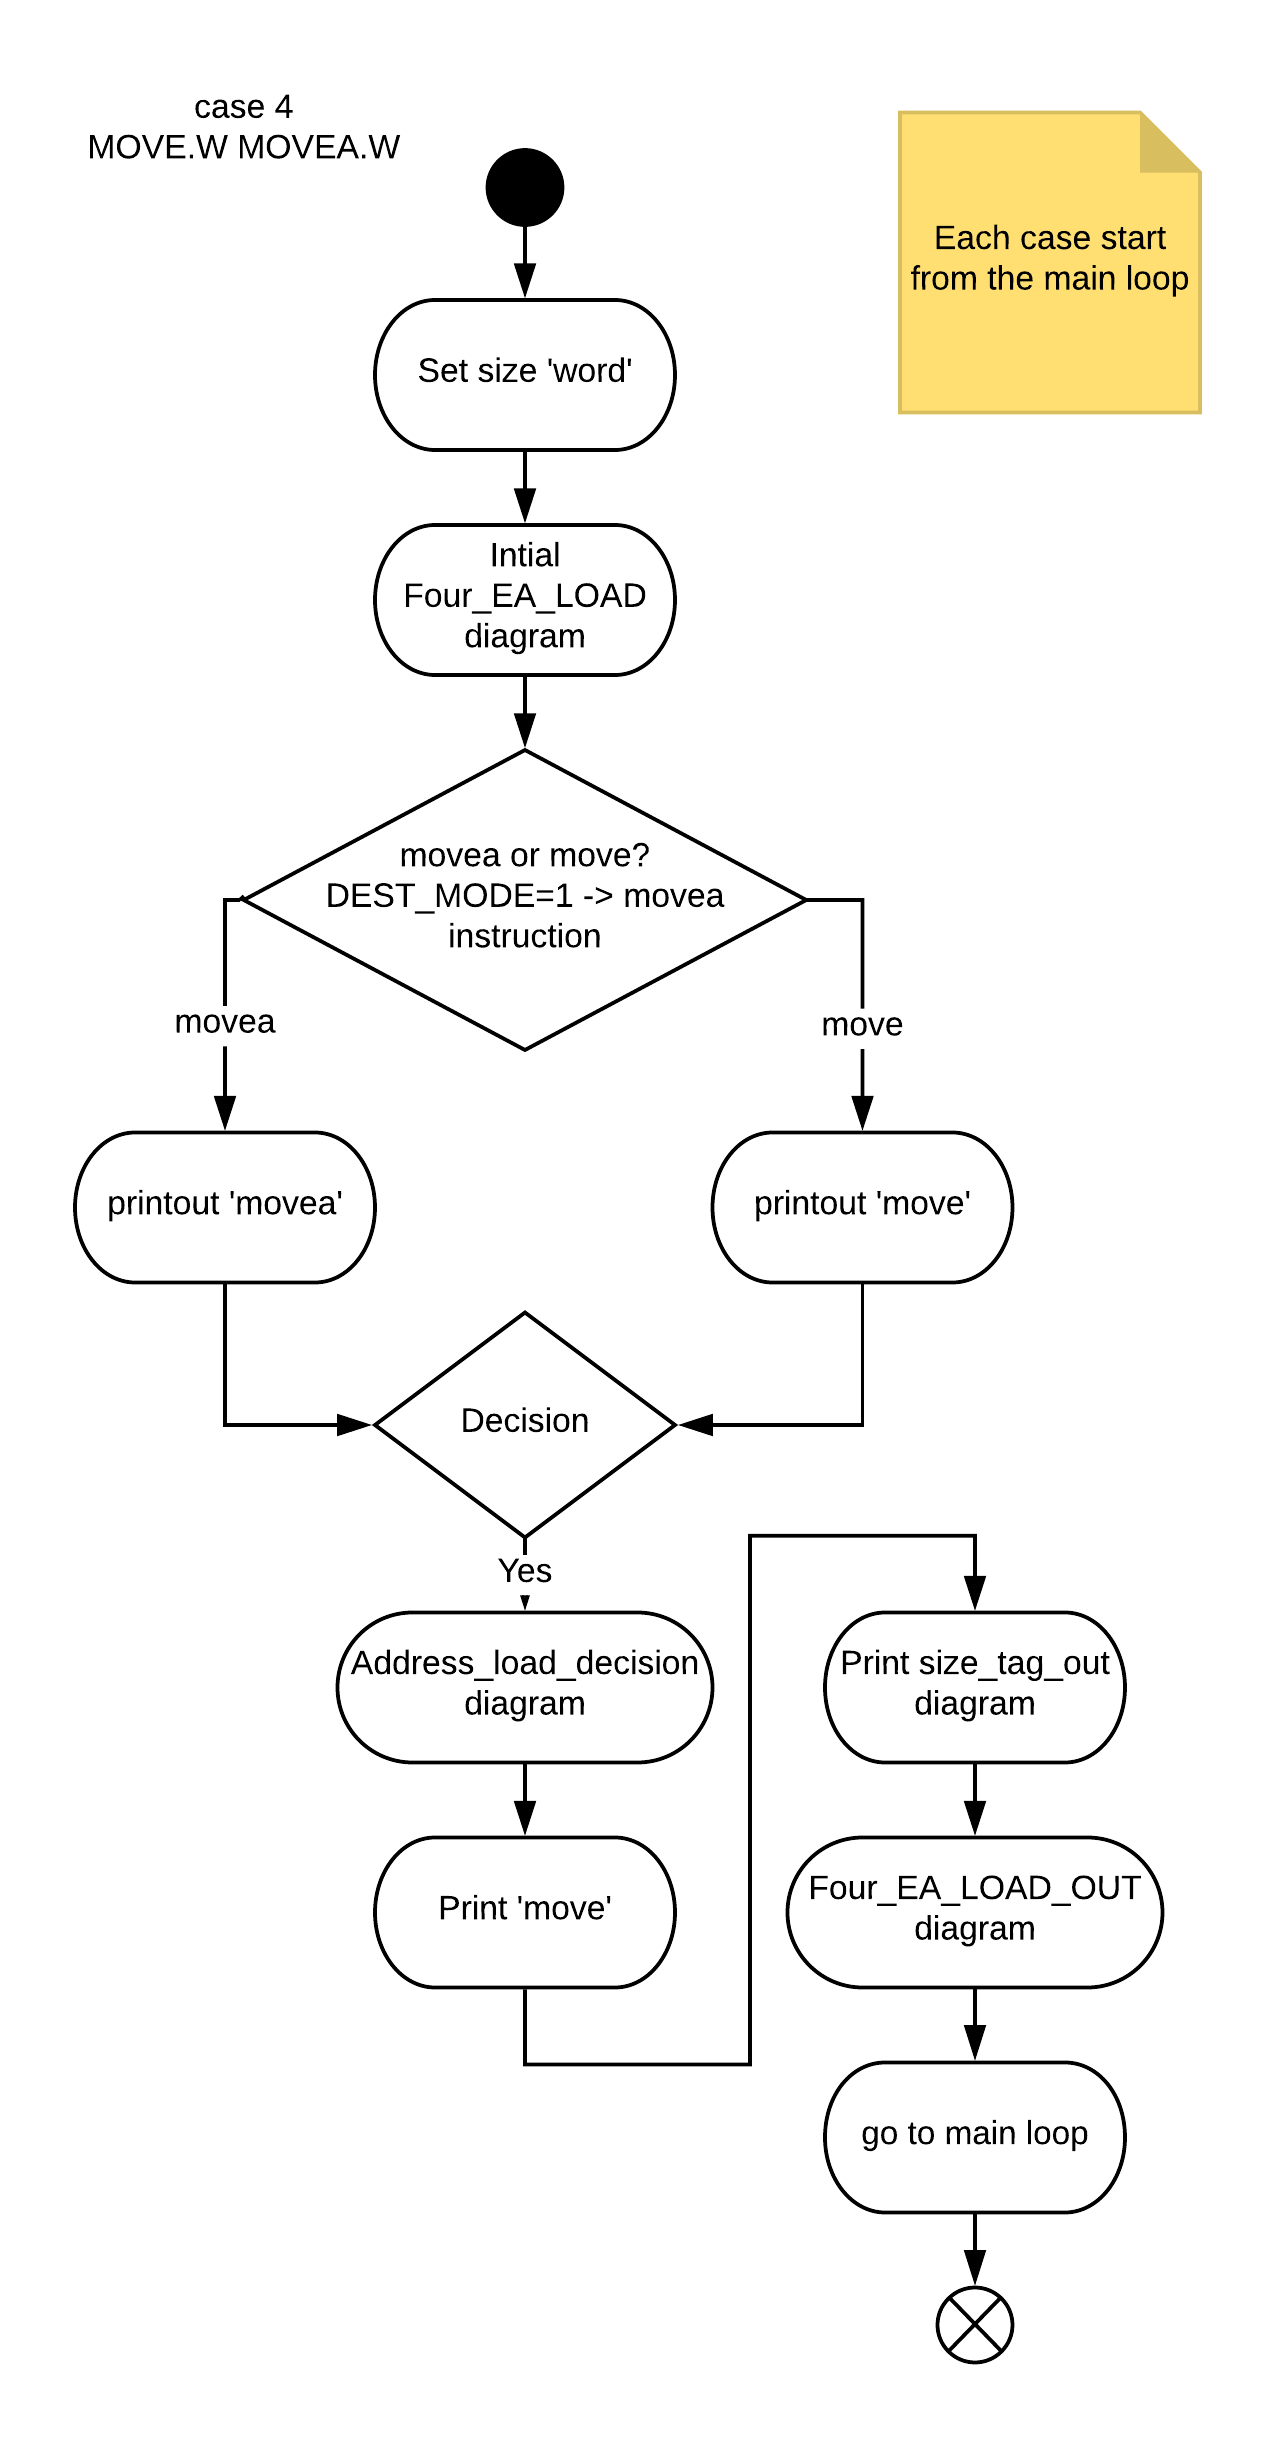 case 4
MOVE.W MOVEA.W
Each case start
from the main loop
Set size 'word'
Intial
Four_EA_LOAD
diagram
movea or move?
DEST_MODE=1 -> movea
instruction
movea
move
printout 'movea'
printout 'move'
Decision
Yes
Address_load_decision
diagram
Print 'move'
Print size_tag_out
diagram
Four_EA_LOAD_OUT
diagram
go to main loop